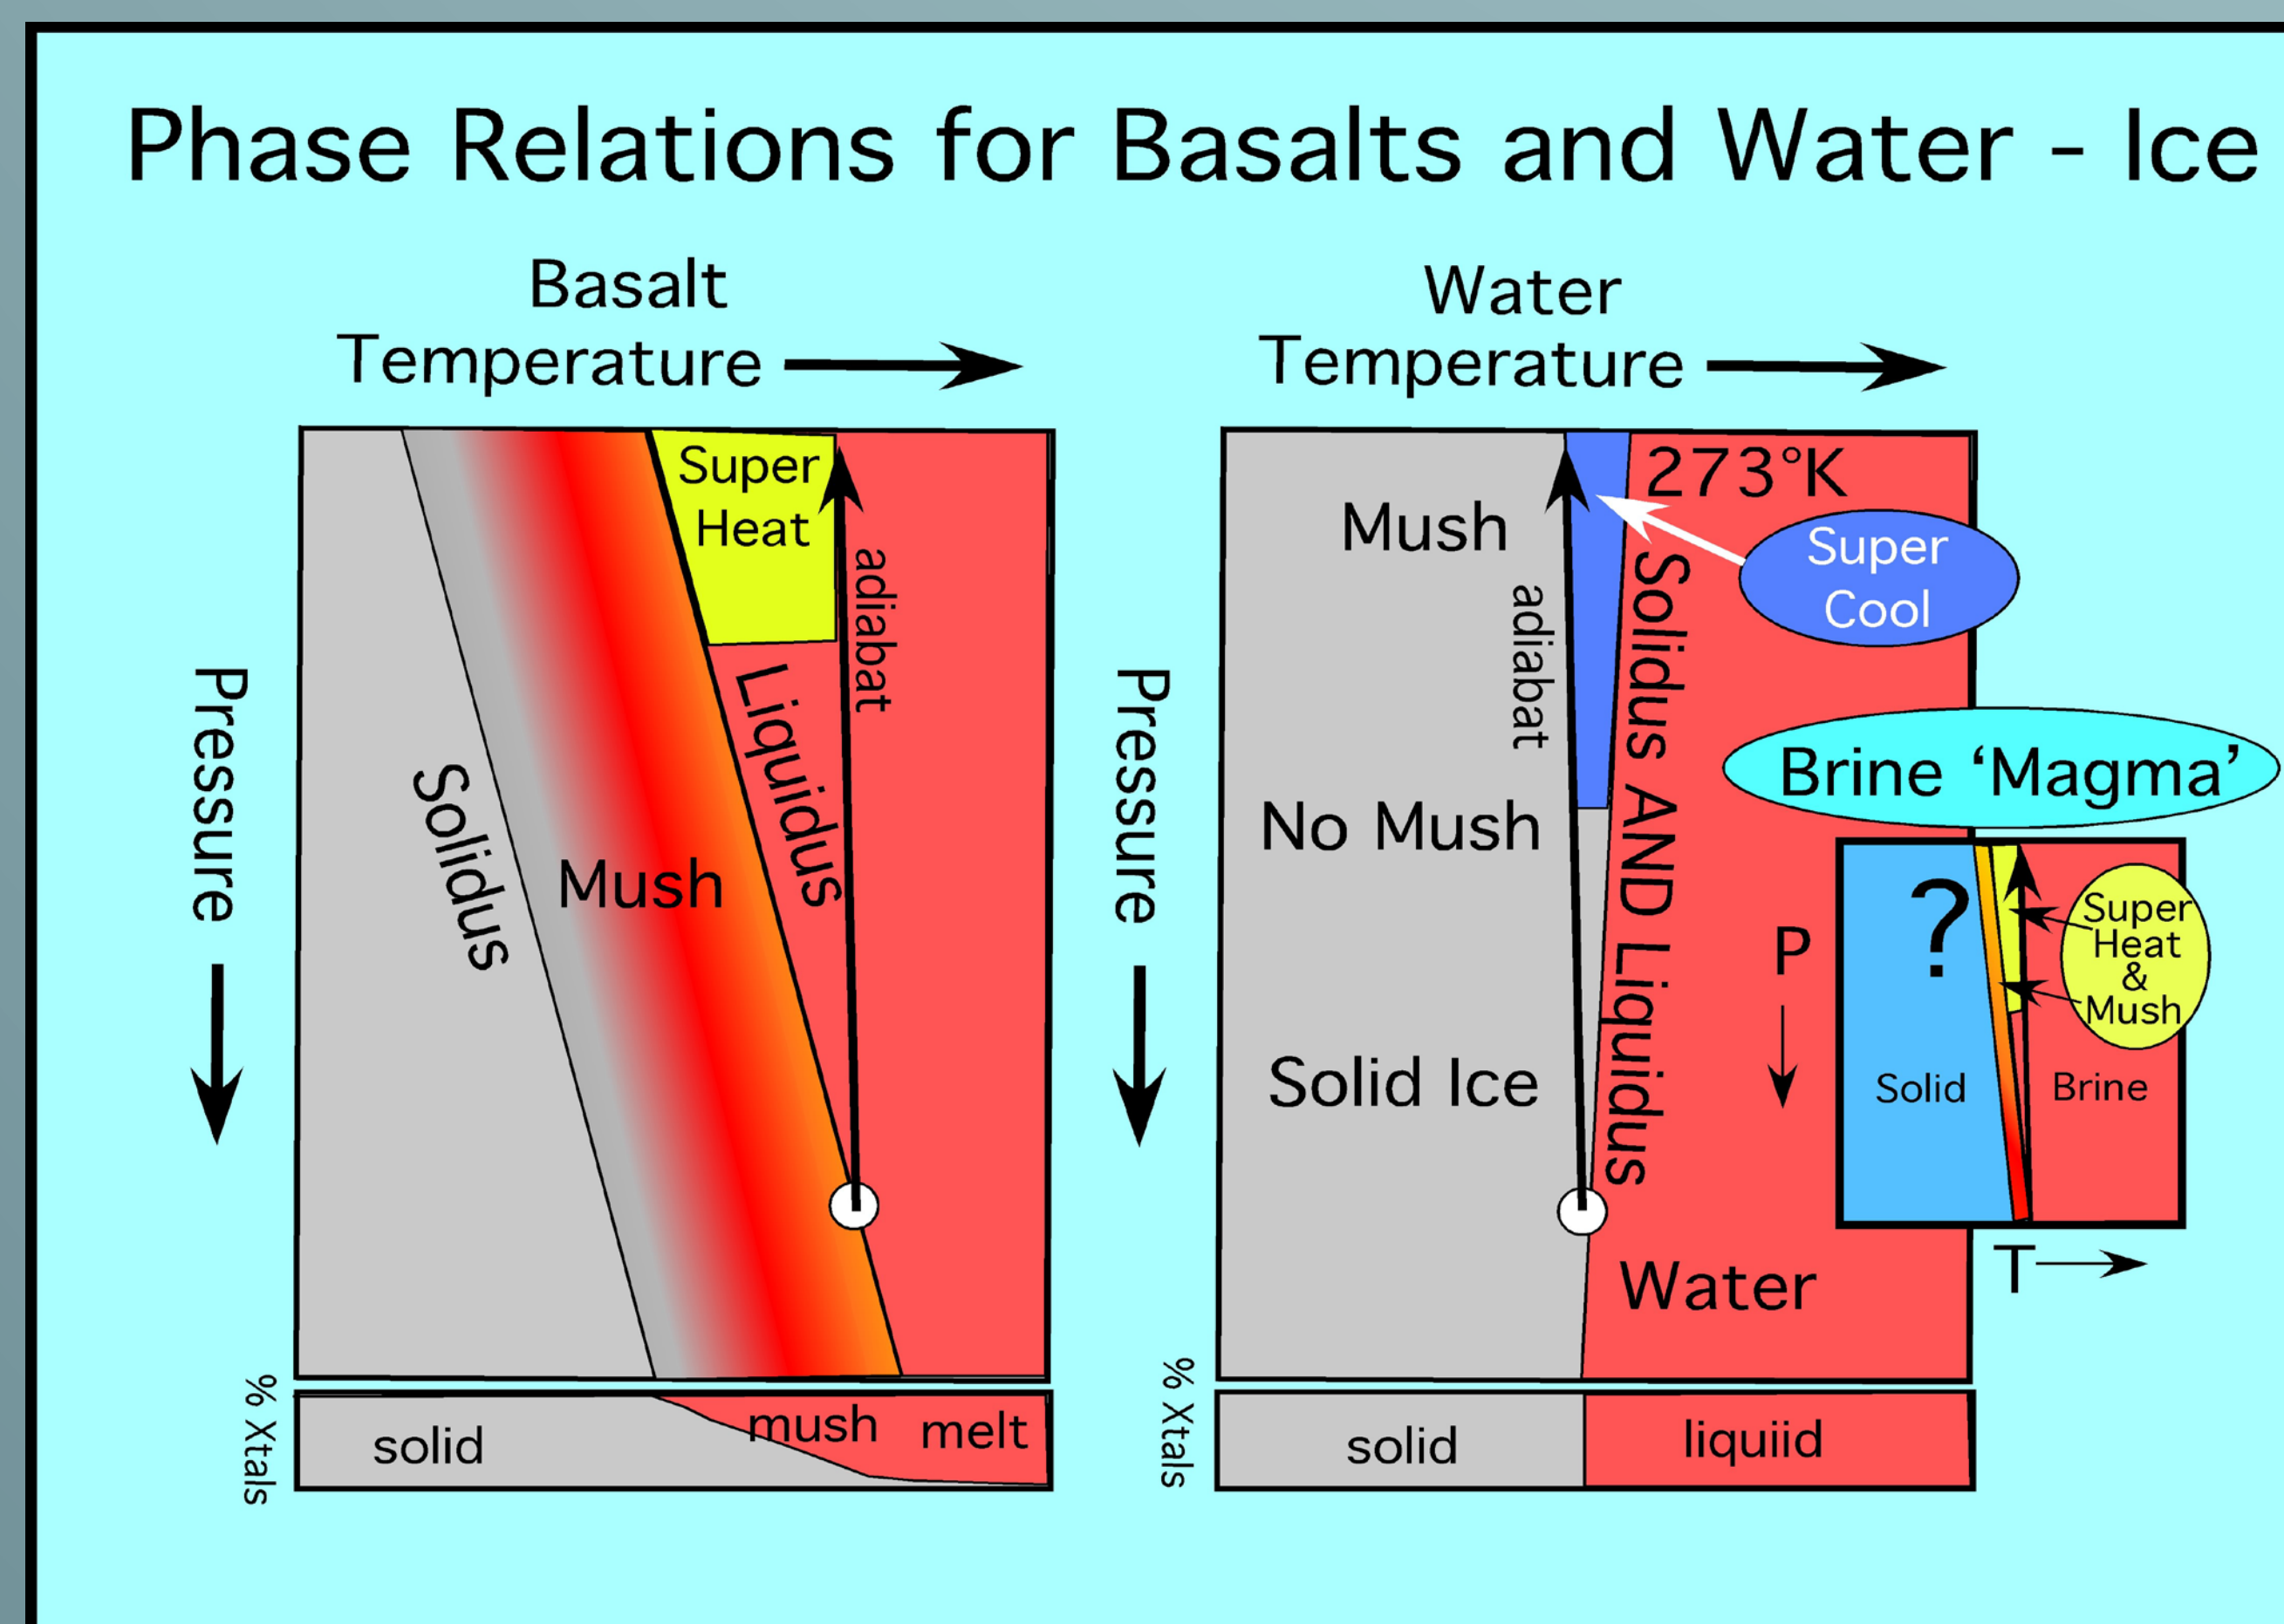 Phase Relations for Basalts and Water - Ice
Basalt
Temperature
Pressure
Super
Heat
adiabat
Liquidus
Solidus
Mush
% Xtals
solid
mush
melt
Water
Temperature
Pressure
273°K
Mush
Super
Cool
adiabat
Solidus AND Liquidus
No Mush
Solid Ice
Water
% Xtals
solid
liquiid
Brine ‘Magma’
P
?
Super
Heat
&
Mush
Solid
Brine
T